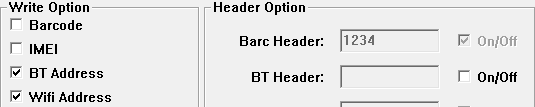 Write Option
Barcode
IMEI
BT Address
Wifi Address
Header Option
Barc Header: 1234 On/Off
BT Header: On/Off